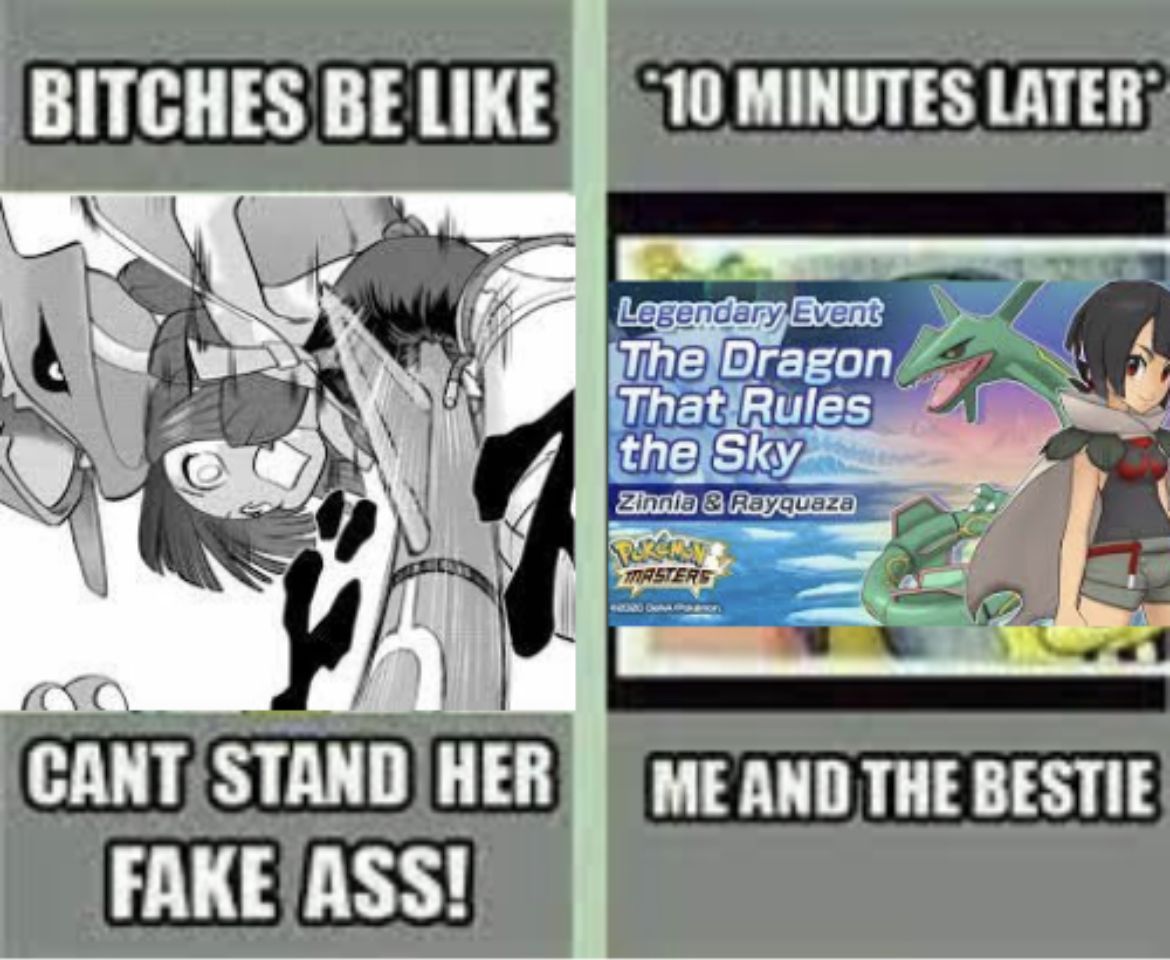 BITCHES BE LIKE
CANT STAND HER
FAKE ASS!
"10 MINUTES LATER"
Legendary Event
The Dragon
That Rules
the Sky
Zinnia & Rayquaza
POKÉMON
MASTERS
ME AND THE BESTIE